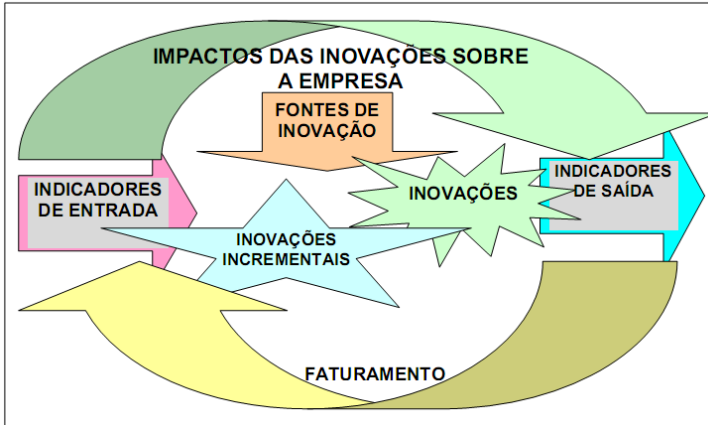 IMPACTOS DAS INOVAÇÕES SOBRE
A EMPRESA
FONTES DE
INOVAÇÃO
INDICADORES
DE ENTRADA
INOVAÇÕES
INDICADORES
DE SAÍDA
INOVAÇÕES
INCREMENTAIS
FATURAMENTO